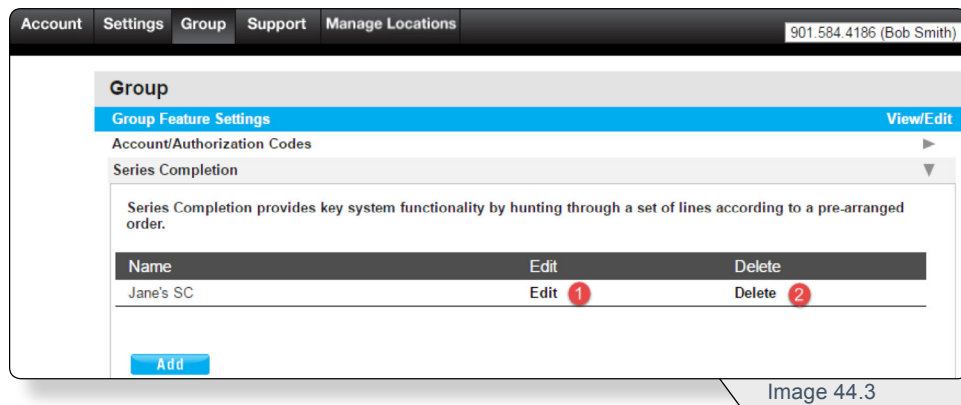 Account Settings Group Support Manage Locations
901.584.4186 (Bob Smith)
Group
Group Feature Settings View/Edit
Account/Authorization Codes
Series Completion
Series Completion provides key system functionality by hunting through a set of lines according to a pre-arranged
order.
Name Edit Delete
Jane's SC Edit 1 Delete 2
Add
Image 44.3